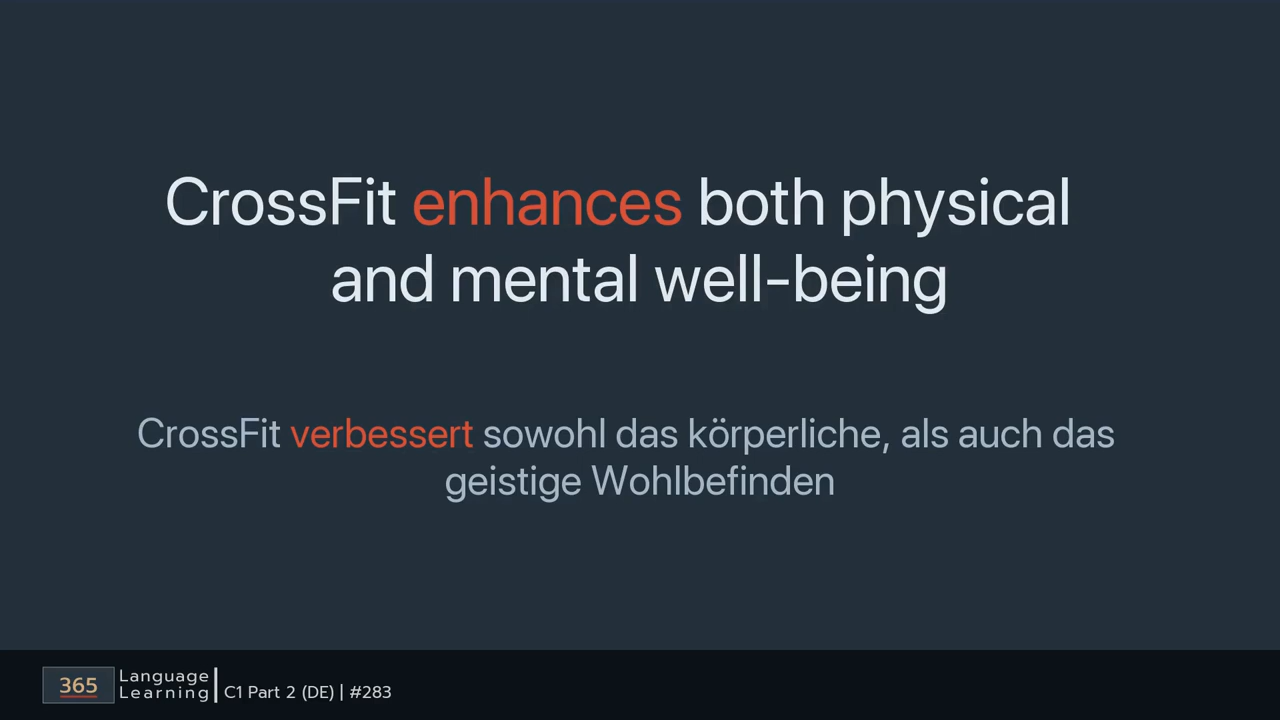 CrossFit enhances both physical
and mental well-being
CrossFit verbessert sowohl das körperliche, als auch das
geistige Wohlbefinden
365 Language
Learning | C1 Part 2 (DE) | #283